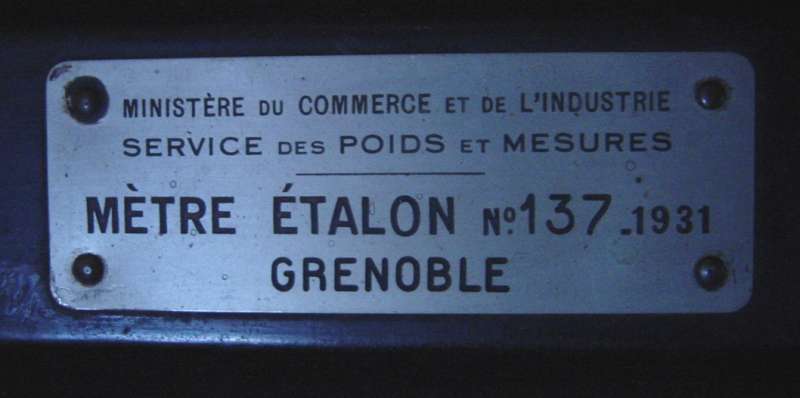 MINISTÈRE DU COMMERCE ET DE L'INDUSTRIE
SERVICE DES POIDS ET MESURES
MÈTRE ÉTALON Nº 137-1931
GRENOBLE